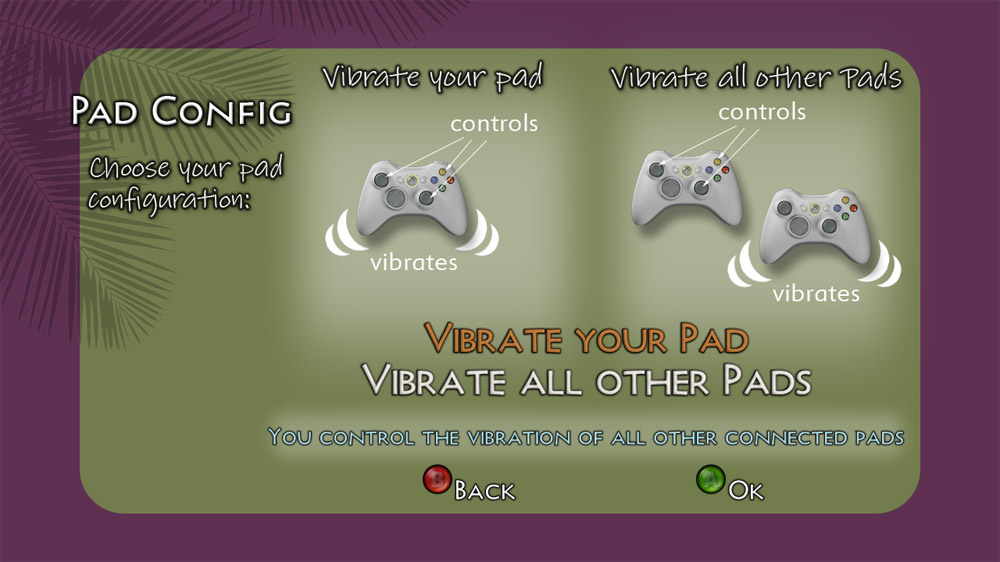 Pad Config
Choose your pad
configuration:
Vibrate your pad
controls
vibrates
Vibrate all other Pads
controls
vibrates
Vibrate your Pad
Vibrate all other Pads
You control the vibration of all other connected pads
B Back
A Ok